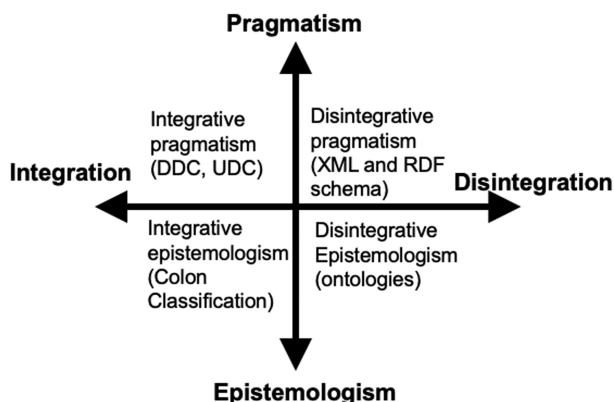 Pragmatism
Integrative
pragmatism
(DDC, UDC)
Disintegrative
pragmatism
(XML and RDF
schema)
Integration
Disintegration
Integrative
epistemologism
(Colon
Classification)
Disintegrative
Epistemologism
(ontologies)
Epistemologism